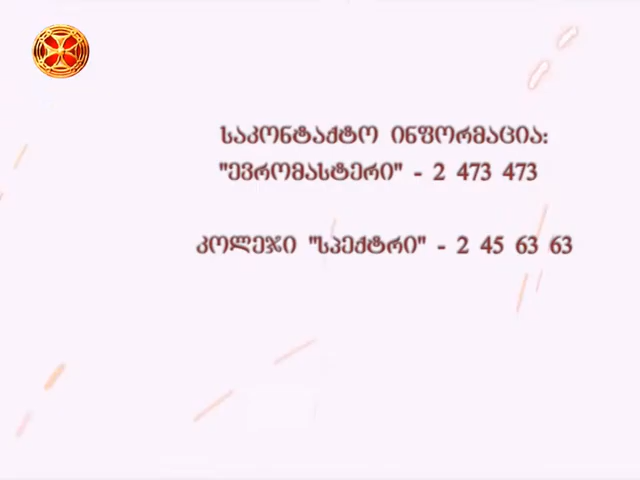 საკონტაქტო ინფორმაცია:
"ევრომასტერი" - 2 473 473
კოლეჯი "სპექტრი" - 2 45 63 63